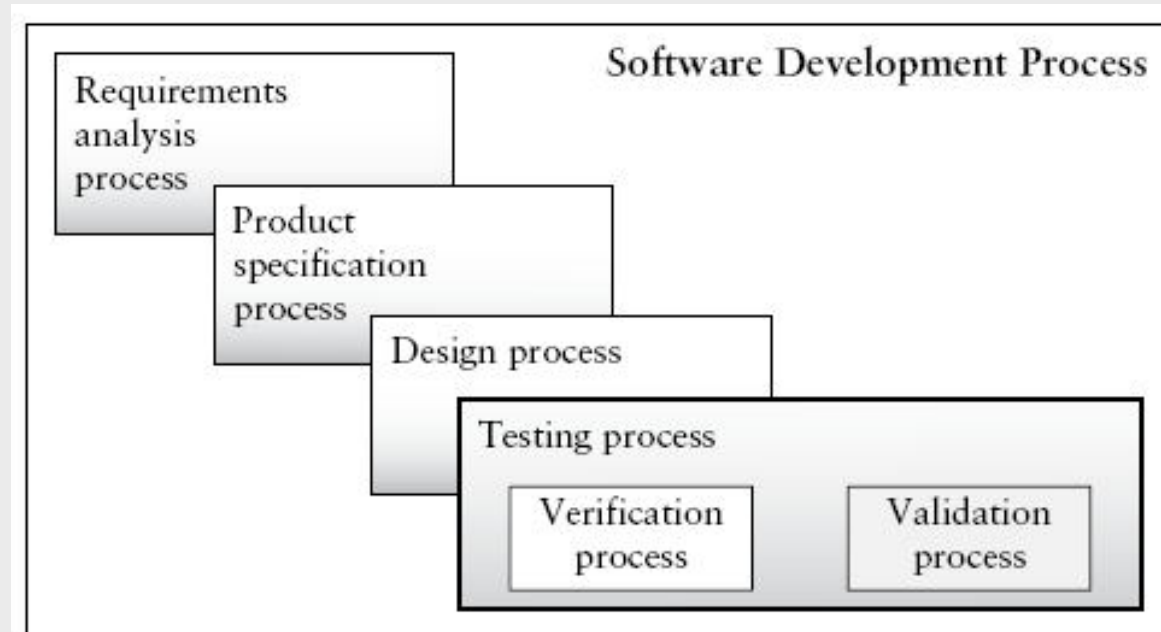 Software Development Process
Requirements
analysis
process
Product
specification
process
Design process
Testing process
Verification
process
Validation
process